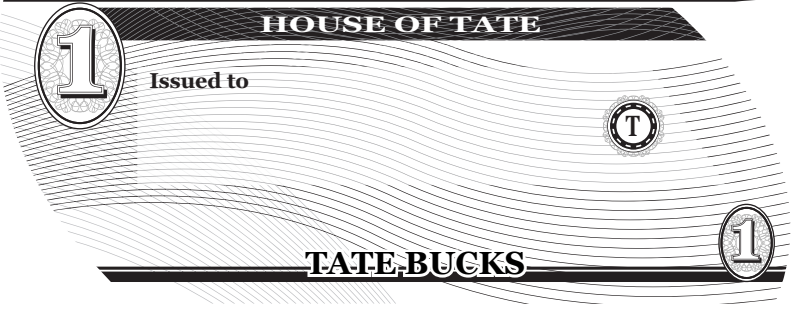 HOUSE OF TATE
1
Issued to
T
1
TATE BUCKS